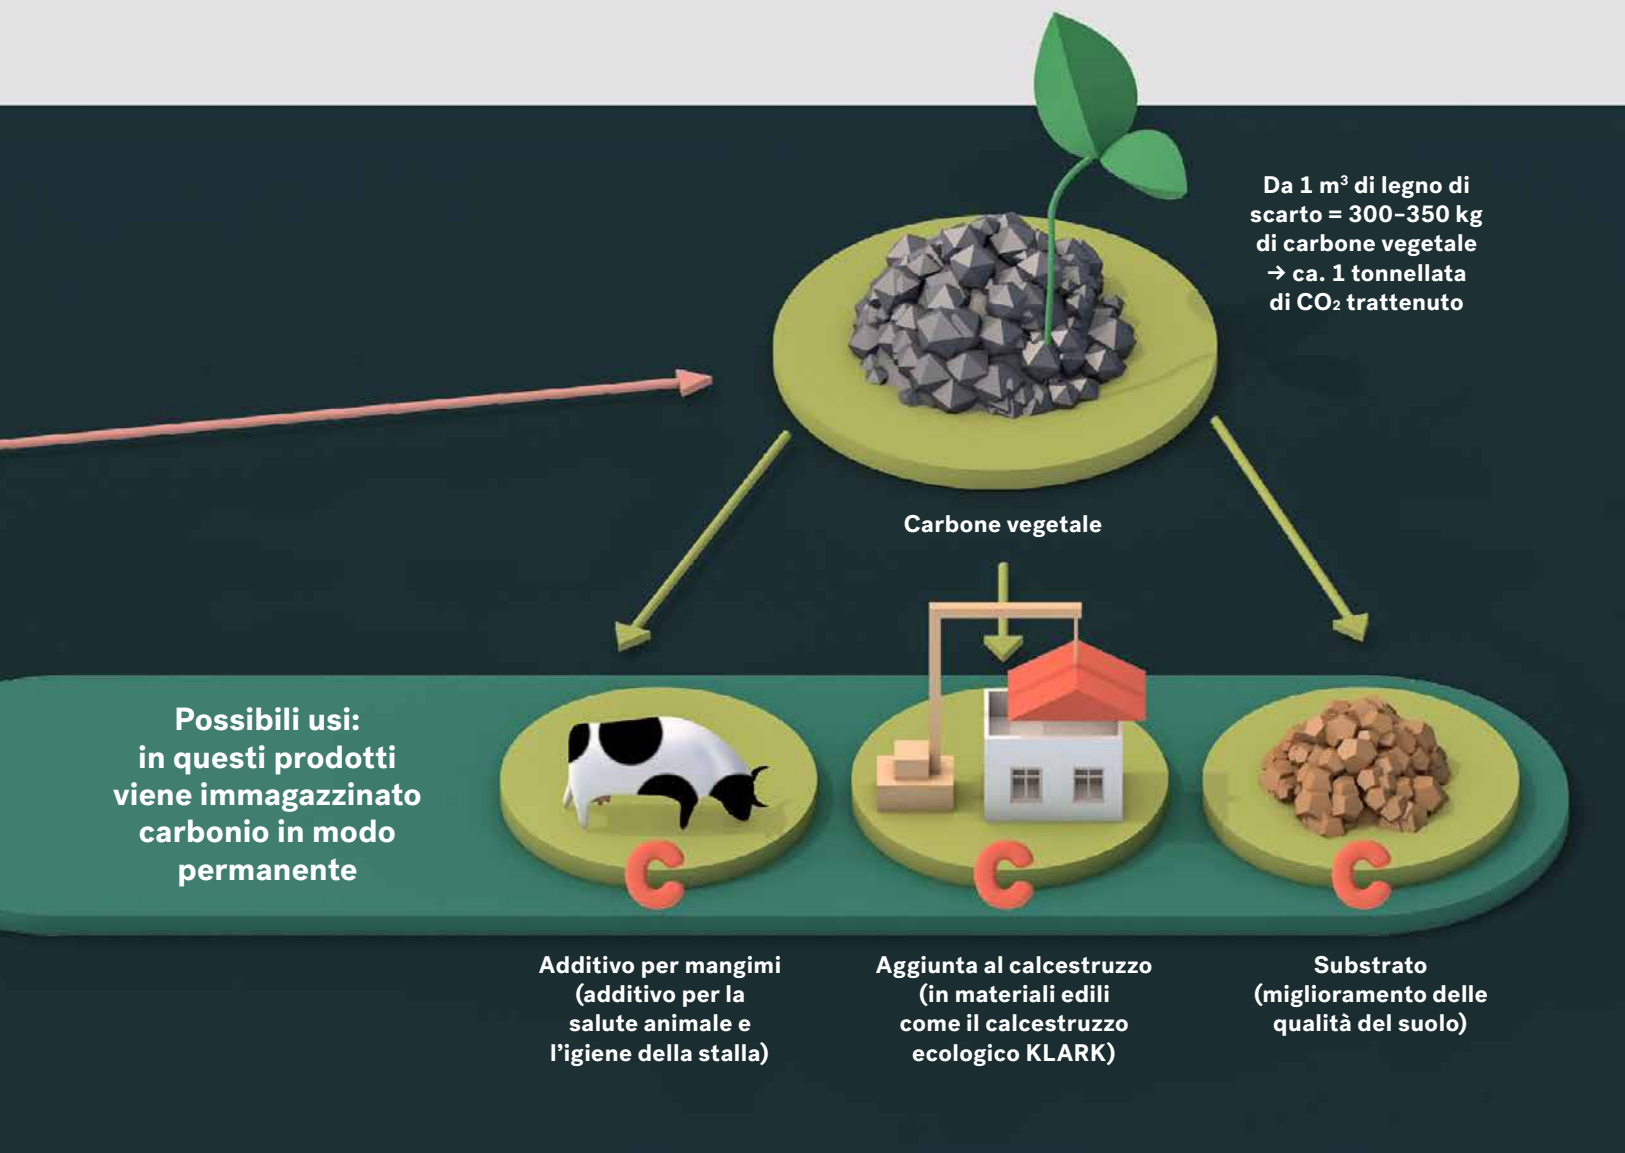 Da 1 m³ di legno di
scarto = 300–350 kg
di carbone vegetale
→ ca. 1 tonnellata
di CO₂ trattenuto
Carbone vegetale
Possibili usi:
in questi prodotti
viene immagazzinato
carbonio in modo
permanente
C
C
C
Additivo per mangimi
(additivo per la
salute animale e
l’igiene della stalla)
Aggiunta al calcestruzzo
(in materiali edili
come il calcestruzzo
ecologico KLARK)
Substrato
(miglioramento delle
qualità del suolo)